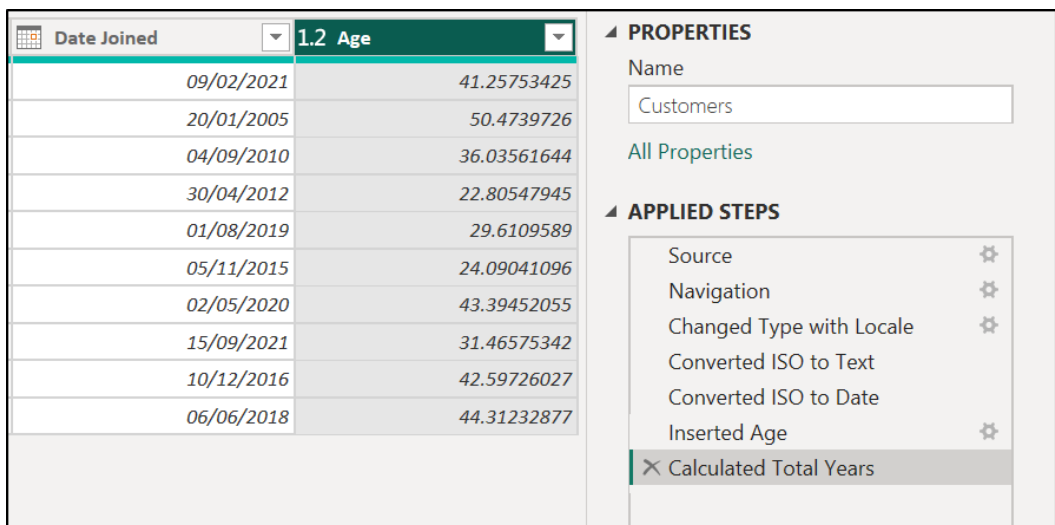 Date Joined 1.2 Age
09/02/2021 41.25753425
20/01/2005 50.4739726
04/09/2010 36.03561644
30/04/2012 22.80547945
01/08/2019 29.6109589
05/11/2015 24.09041096
02/05/2020 43.39452055
15/09/2021 31.46575342
10/12/2016 42.59726027
06/06/2018 44.31232877
PROPERTIES
Name
Customers
All Properties
APPLIED STEPS
Source
Navigation
Changed Type with Locale
Converted ISO to Text
Converted ISO to Date
Inserted Age
Calculated Total Years